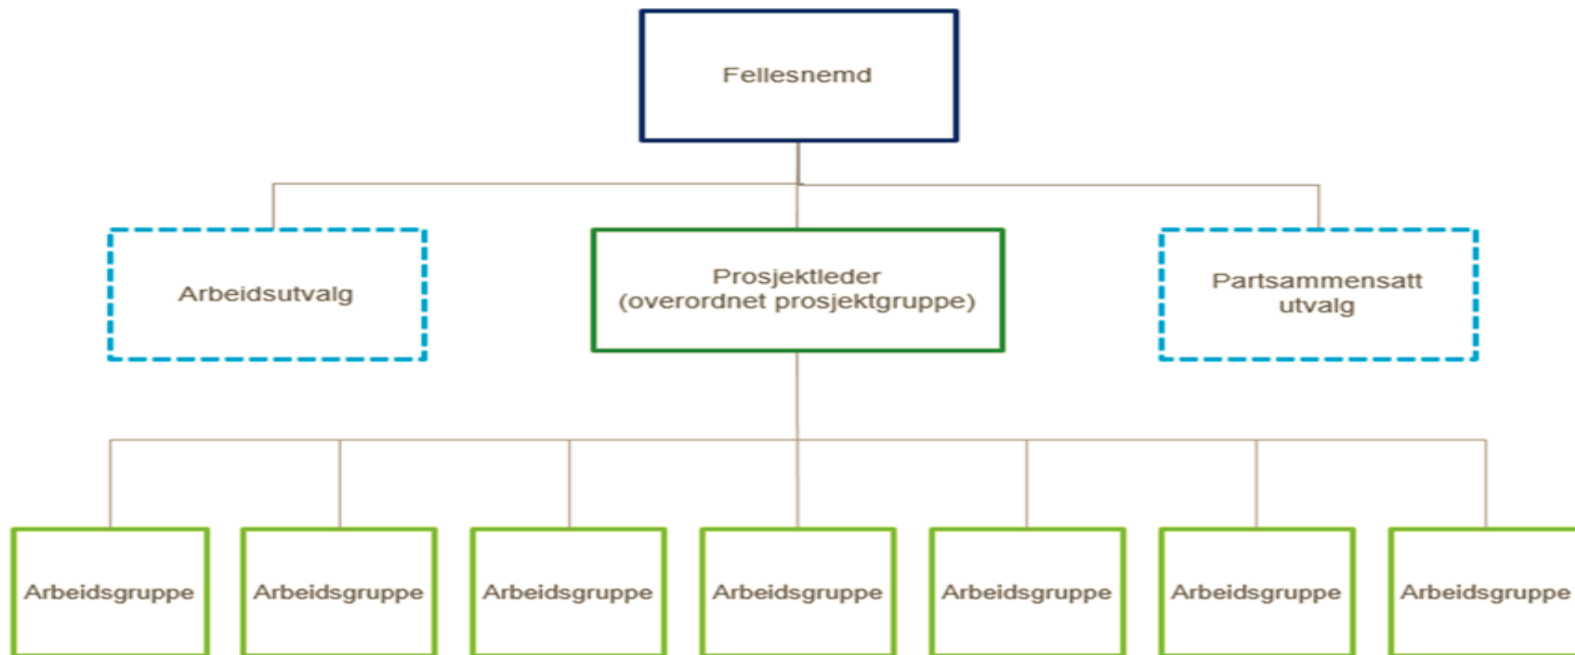 Fellesnemd
Arbeidsutvalg
Prosjektleder
(overordnet prosjektgruppe)
Partsammensatt
utvalg
Arbeidsgruppe
Arbeidsgruppe
Arbeidsgruppe
Arbeidsgruppe
Arbeidsgruppe
Arbeidsgruppe
Arbeidsgruppe